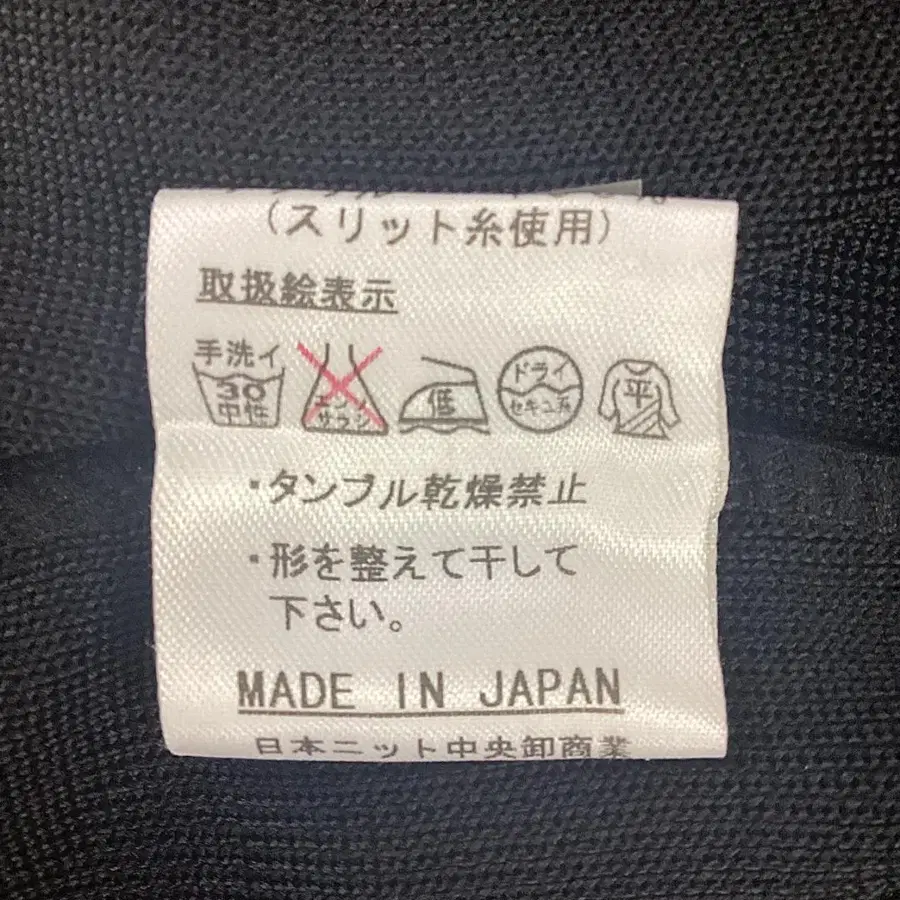 （スリット糸使用）
取扱絵表示
手洗イ
30
中性
エンソ
サラシ
低
ドライ
セキユ系
平
・タンブル乾燥禁止
・形を整えて干して
下さい。
MADE IN JAPAN
日本ニット中央卸商業